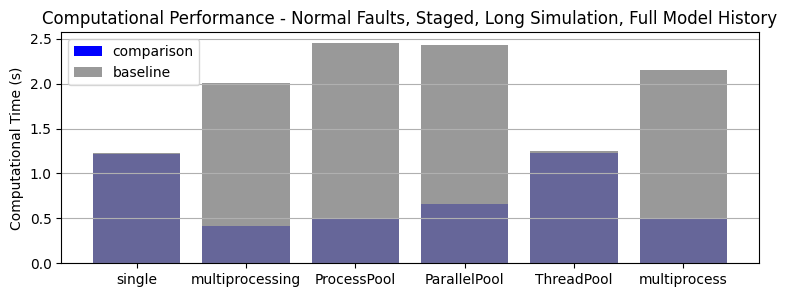 Computational Performance - Normal Faults, Staged, Long Simulation, Full Model History
comparison
baseline
Computational Time (s)
2.5
2.0
1.5
1.0
0.5
0.0
single
multiprocessing
ProcessPool
ParallelPool
ThreadPool
multiprocess